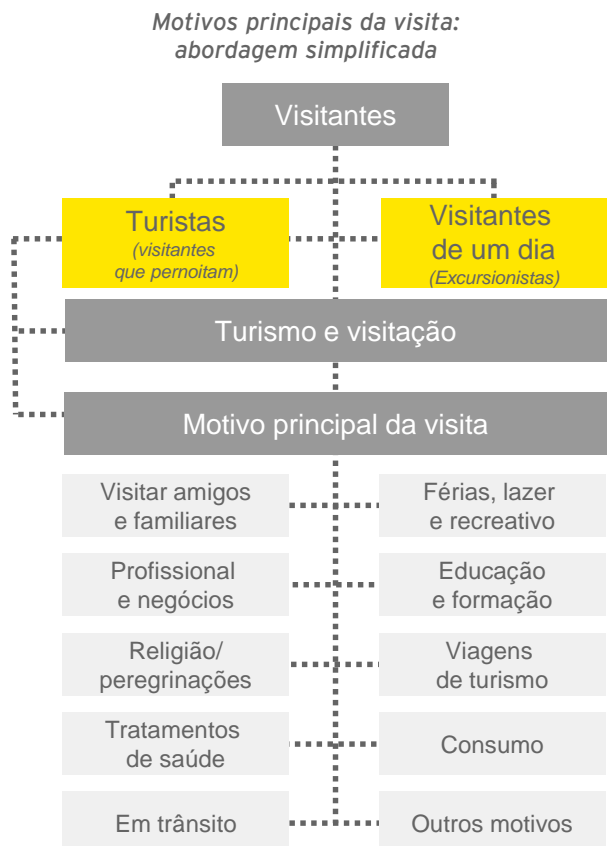 Motivos principais da visita:
abordagem simplificada
Visitantes
Turistas
(visitantes
que pernoitam)
Visitantes
de um dia
(Excursionistas)
Turismo e visitação
Motivo principal da visita
Visitar amigos
e familiares
Férias, lazer
e recreativo
Profissional
e negócios
Educação
e formação
Religião/
peregrinações
Viagens
de turismo
Tratamentos
de saúde
Consumo
Em trânsito
Outros motivos